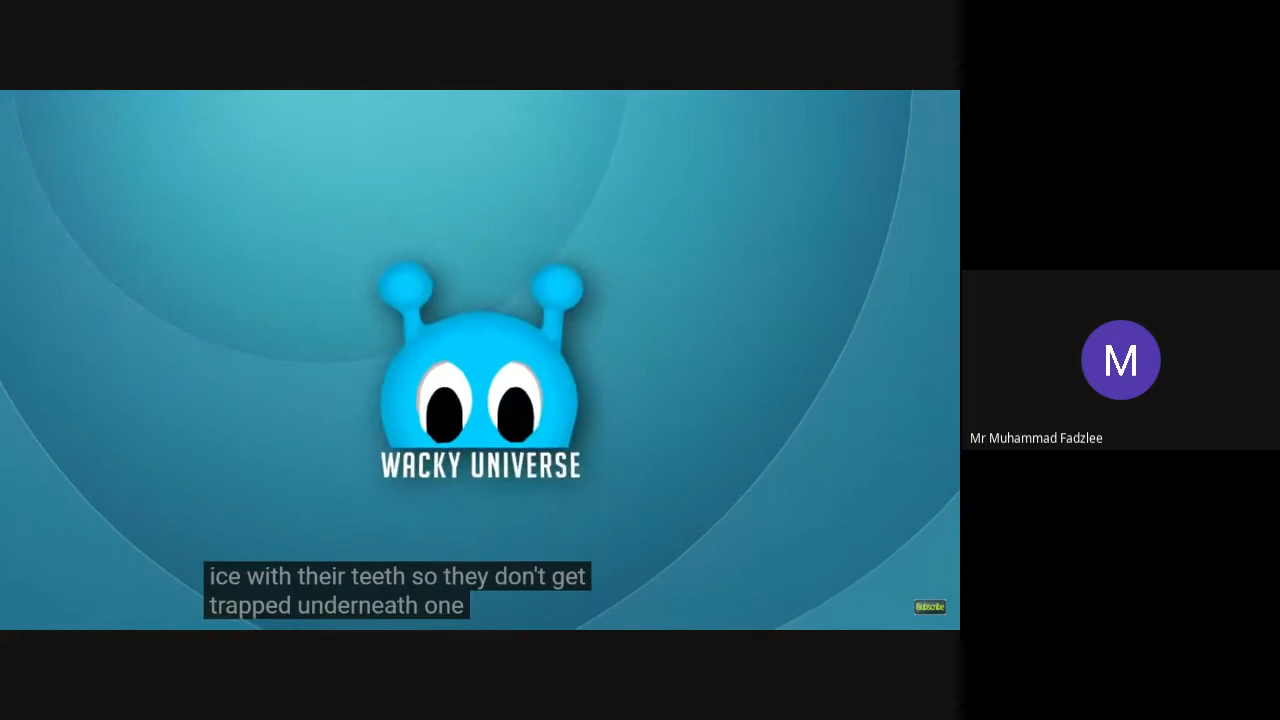 WACKY UNIVERSE
ice with their teeth so they don't get
trapped underneath one
Subscribe
M
Mr Muhammad Fadzlee